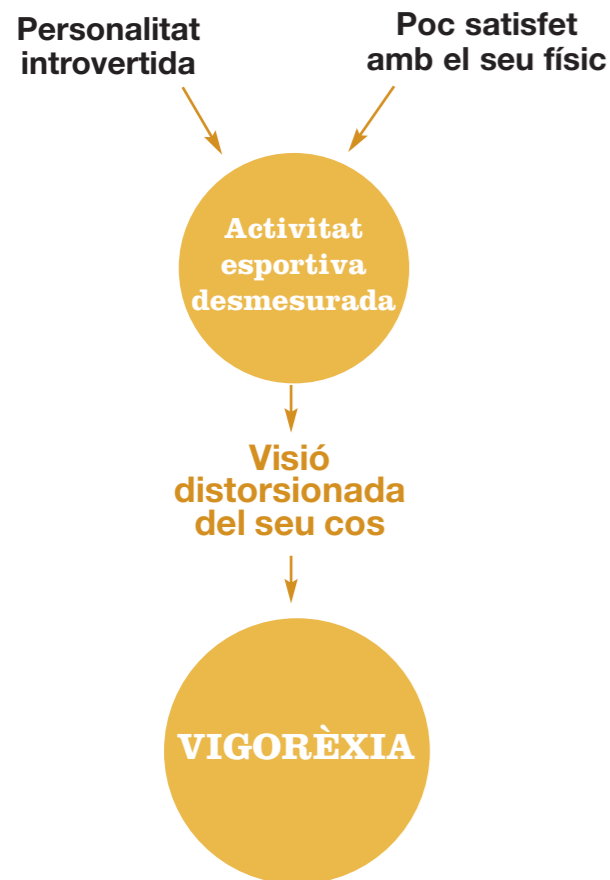 Personalitat
introvertida
Poc satisfet
amb el seu físic
Activitat
esportiva
desmesurada
Visió
distorsionada
del seu cos
VIGORÈXIA